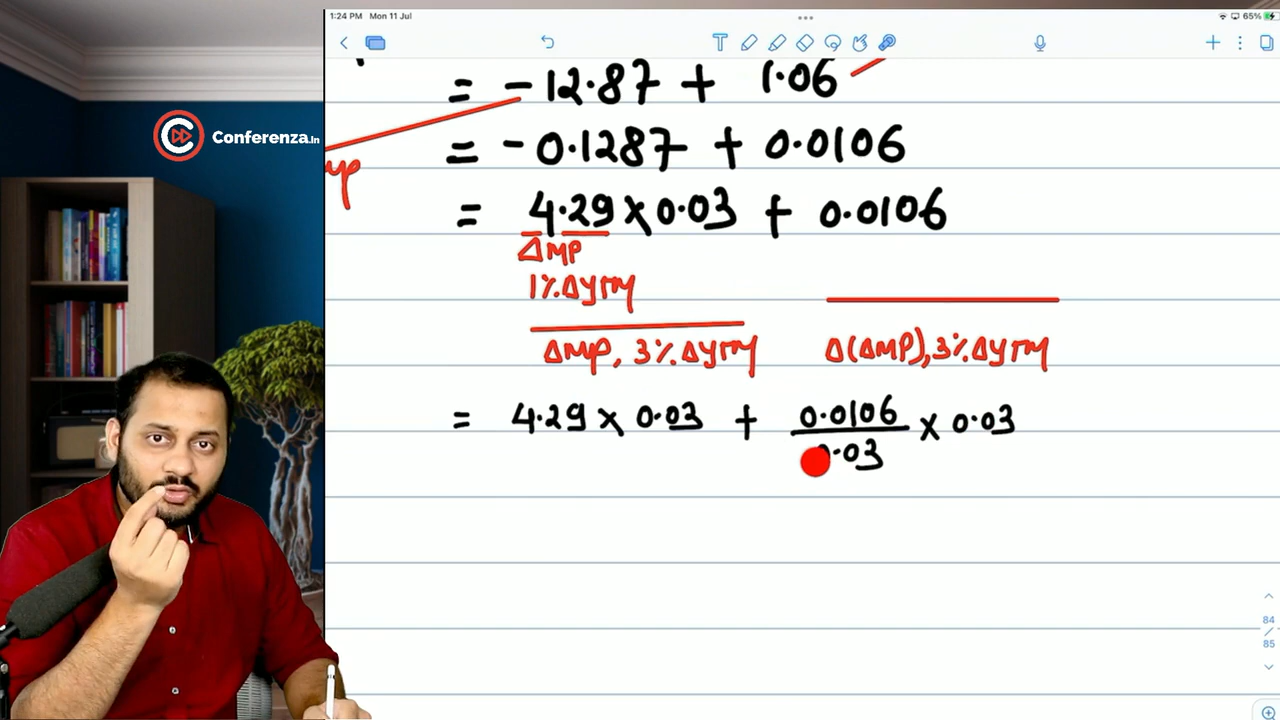 1:24 PM Mon 11 Jul
65%
Conferenza.In
= -12.87 + 1.06
= -0.1287 + 0.0106
MP
= 4.29 x 0.03 + 0.0106
ΔMP
1% ΔYTM
ΔMP, 3% ΔYTM Δ(ΔMP), 3% ΔYTM
= 4.29 x 0.03 + 0.0106 / 0.03 x 0.03
84
/
85